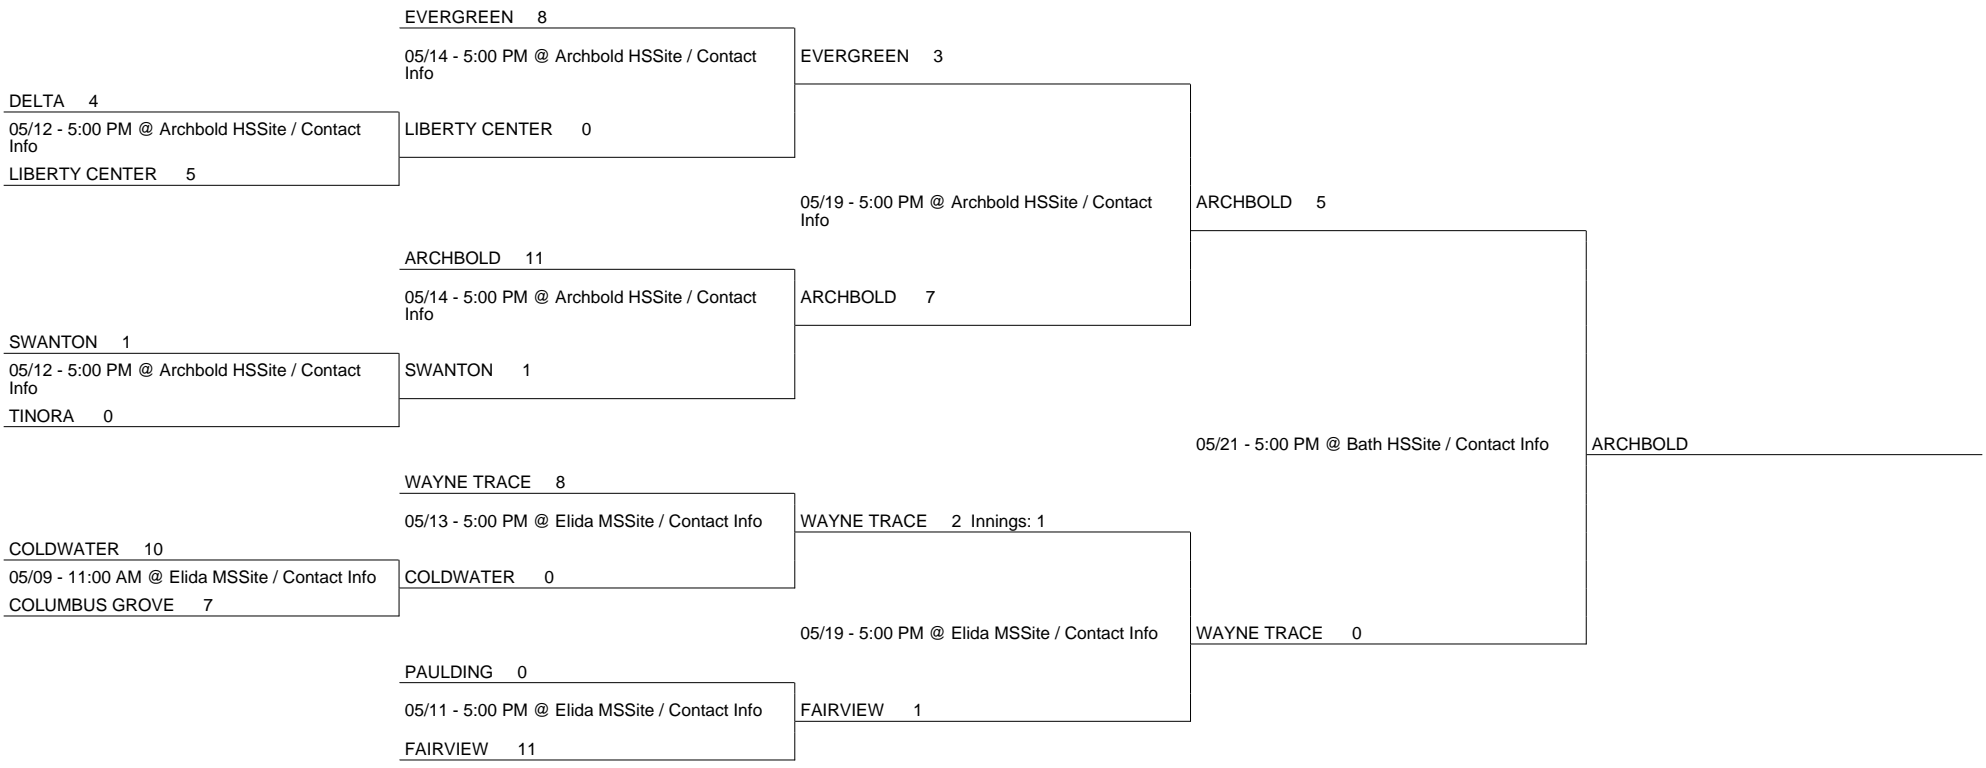 EVERGREEN 8
05/14 - 5:00 PM @ Archbold HSSite / Contact
Info
EVERGREEN 3
DELTA 4
05/12 - 5:00 PM @ Archbold HSSite / Contact
Info
LIBERTY CENTER 0
LIBERTY CENTER 5
05/19 - 5:00 PM @ Archbold HSSite / Contact
Info
ARCHBOLD 5
ARCHBOLD 11
05/14 - 5:00 PM @ Archbold HSSite / Contact
Info
ARCHBOLD 7
SWANTON 1
05/12 - 5:00 PM @ Archbold HSSite / Contact
Info
SWANTON 1
TINORA 0
05/21 - 5:00 PM @ Bath HSSite / Contact Info
ARCHBOLD
WAYNE TRACE 8
05/13 - 5:00 PM @ Elida MSSite / Contact Info
WAYNE TRACE 2 Innings: 1
COLDWATER 10
05/09 - 11:00 AM @ Elida MSSite / Contact Info
COLDWATER 0
COLUMBUS GROVE 7
05/19 - 5:00 PM @ Elida MSSite / Contact Info
WAYNE TRACE 0
PAULDING 0
05/11 - 5:00 PM @ Elida MSSite / Contact Info
FAIRVIEW 1
FAIRVIEW 11